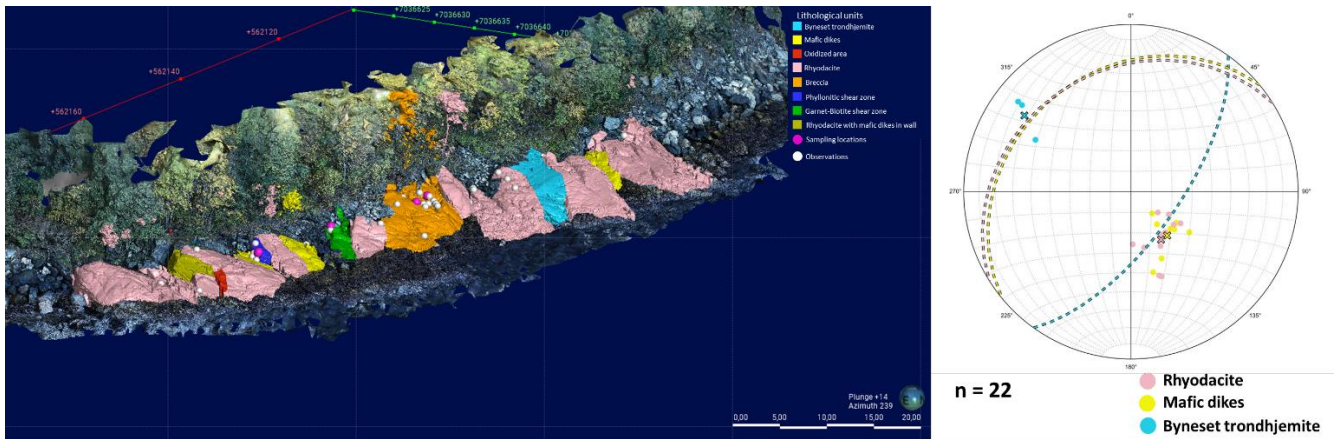 +7036625
+7036630
+7036635
+7036640
+562120
+562140
+562160
Lithological units
Byneset trondhjemite
Mafic dikes
Oxidized area
Rhyodacite
Breccia
Phyllonitic shear zone
Garnet-Biotite shear zone
Rhyodacite with mafic dikes in wall
Sampling locations
Observations
Plunge +14
Azimuth 239
0,00 5,00 10,00 15,00 20,00
0°
315°
45°
270°
90°
225°
135°
180°
n = 22
Rhyodacite
Mafic dikes
Byneset trondhjemite